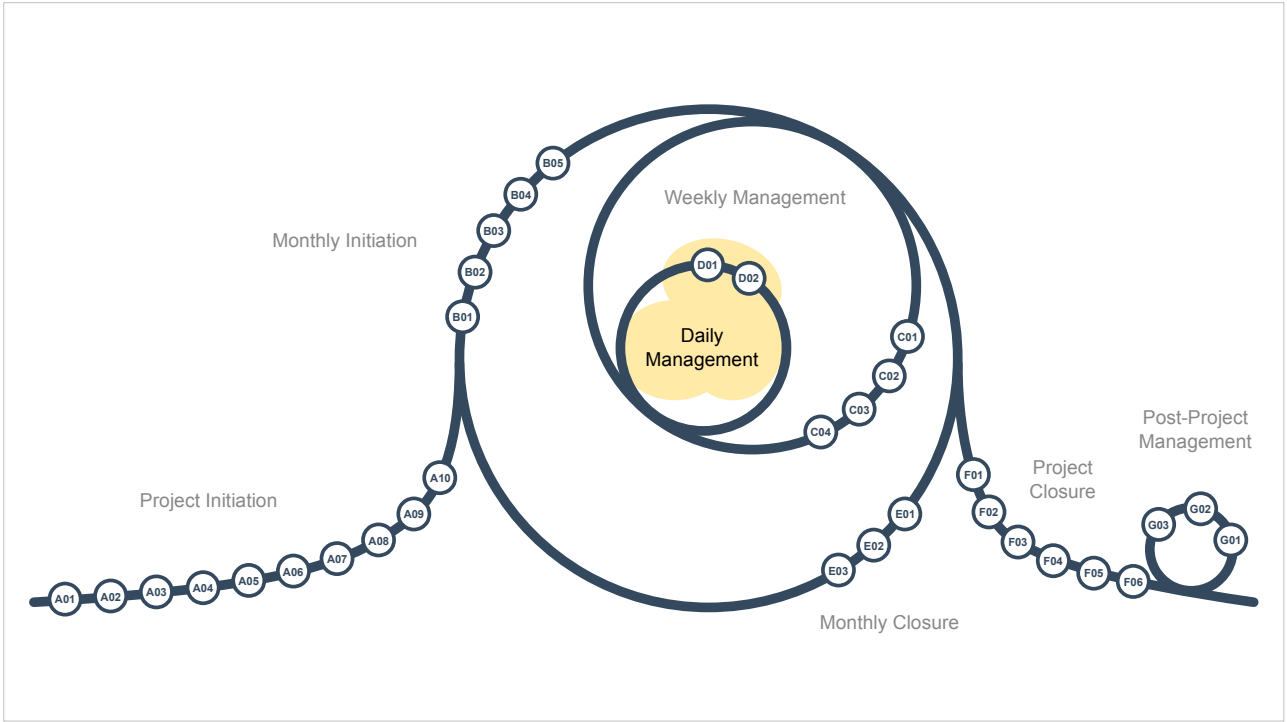 B05
B04
B03
B02
B01
Monthly Initiation
Weekly Management
D01
D02
Daily
Management
C01
C02
C03
C04
Project Initiation
A01
A02
A03
A04
A05
A06
A07
A08
A09
A10
E01
E02
E03
Monthly Closure
F01
F02
F03
F04
F05
F06
Project
Closure
Post-Project
Management
G03
G02
G01